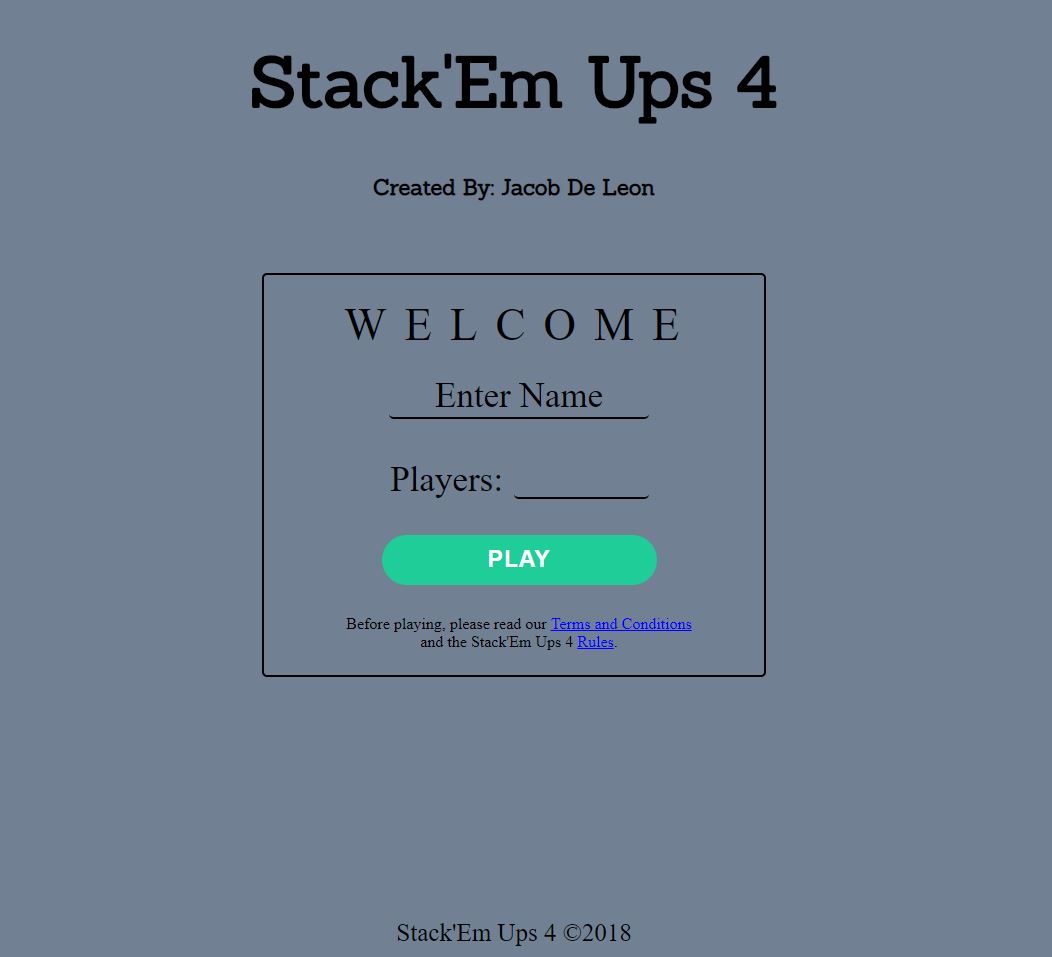 Stack'Em Ups 4
Created By: Jacob De Leon
WELCOME
Enter Name
Players:
PLAY
Before playing, please read our Terms and Conditions
and the Stack'Em Ups 4 Rules.
Stack'Em Ups 4 ©2018